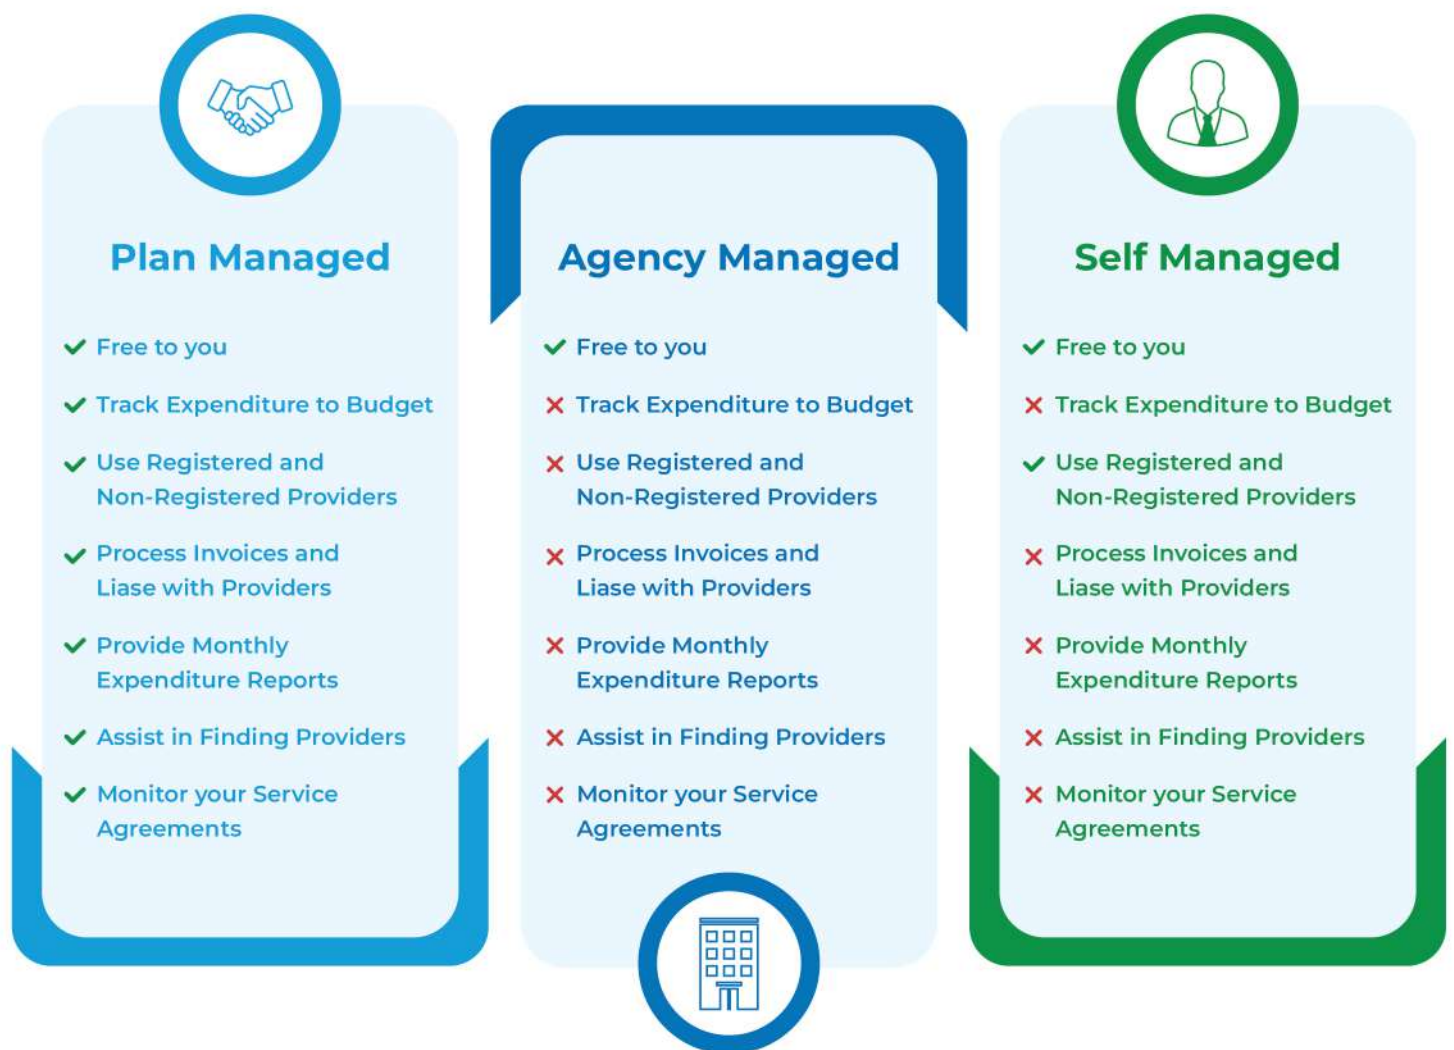 Plan Managed
Free to you
Track Expenditure to Budget
Use Registered and
Non-Registered Providers
Process Invoices and
Liase with Providers
Provide Monthly
Expenditure Reports
Assist in Finding Providers
Monitor your Service
Agreements
Agency Managed
Free to you
Track Expenditure to Budget
Use Registered and
Non-Registered Providers
Process Invoices and
Liase with Providers
Provide Monthly
Expenditure Reports
Assist in Finding Providers
Monitor your Service
Agreements
Self Managed
Free to you
Track Expenditure to Budget
Use Registered and
Non-Registered Providers
Process Invoices and
Liase with Providers
Provide Monthly
Expenditure Reports
Assist in Finding Providers
Monitor your Service
Agreements